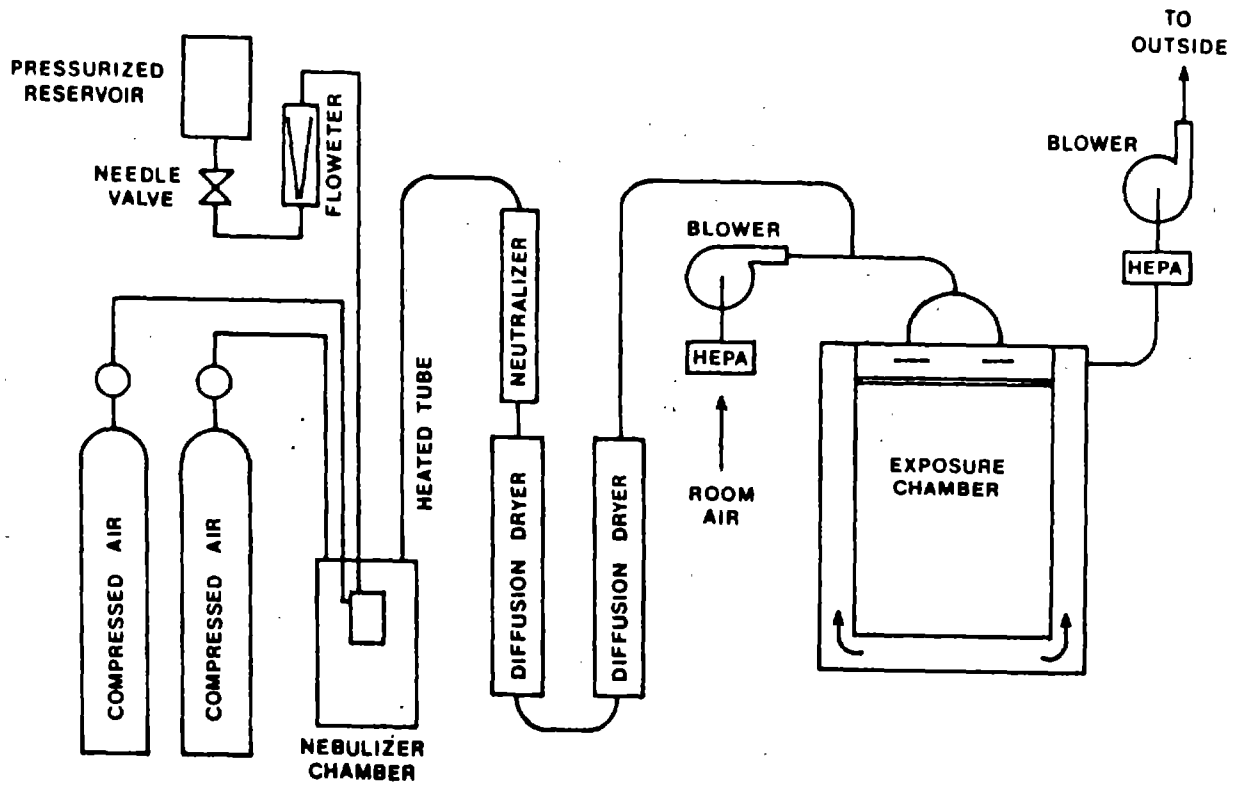 PRESSURIZED
RESERVOIR
NEEDLE
VALVE
FLOWETER
TO
OUTSIDE
BLOWER
HEPA
BLOWER
HEPA
ROOM
AIR
NEUTRALIZER
HEATED TUBE
DIFFUSION DRYER
DIFFUSION DRYER
EXPOSURE
CHAMBER
COMPRESSED AIR
COMPRESSED AIR
NEBULIZER
CHAMBER